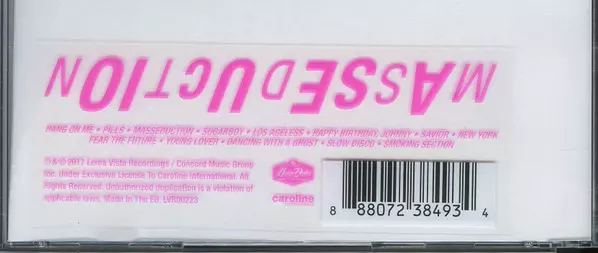 MASSEDUCTION
HANG ON ME • PILLS • MASSEDUCTION • SUGARBOY • LOS AGELESS • HAPPY BIRTHDAY, JOHNNY • SAVIOR • NEW YORK
FEAR THE FUTURE • YOUNG LOVER • DANCING WITH A GHOST • SLOW DISCO • SMOKING SECTION
℗ & © 2017 Loma Vista Recordings / Concord Music Group
Inc. Under Exclusive License To Caroline International. All
Rights Reserved. Unauthorized duplication is a violation of
applicable laws. Made In The EU. LVR00223
Loma Vista
caroline
8 88072 38493 4